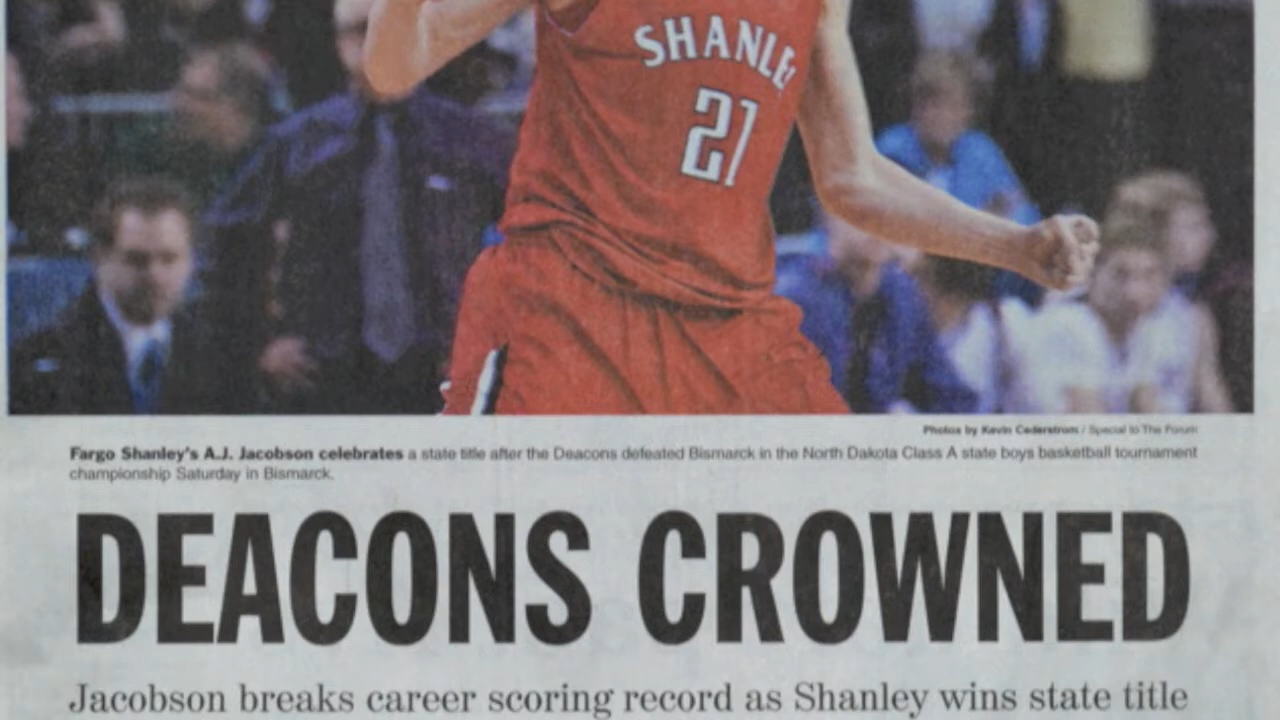 SHANLEY
21
Photos by Kevin Cederstrom / Special to The Forum
Fargo Shanley's A.J. Jacobson celebrates a state title after the Deacons defeated Bismarck in the North Dakota Class A state boys basketball tournament
championship Saturday in Bismarck.
DEACONS CROWNED
Jacobson breaks career scoring record as Shanley wins state title